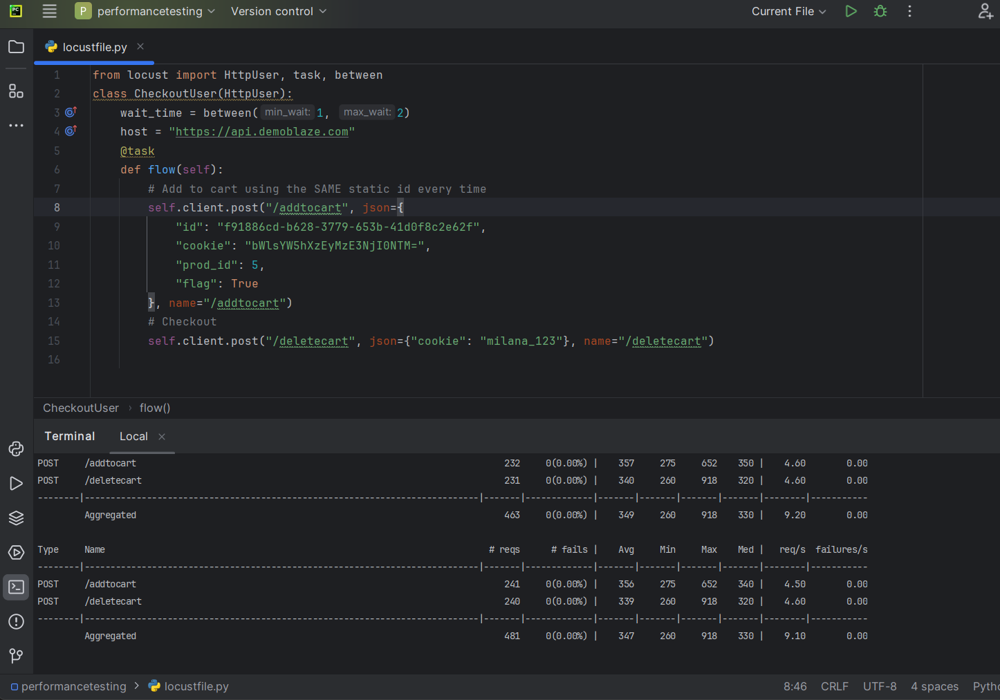 PC
P performancetesting Version control Current File
locustfile.py
1 from locust import HttpUser, task, between
2 class CheckoutUser(HttpUser):
3 wait_time = between( min_wait: 1, max_wait: 2)
4 host = "https://api.demoblaze.com"
5 @task
6 def flow(self):
7 # Add to cart using the SAME static id every time
8 self.client.post("/addtocart", json={
9 "id": "f91886cd-b628-3779-653b-41d0f8c2e62f",
10 "cookie": "bWlsYW5hXzEyMzE3NjI0NTM=",
11 "prod_id": 5,
12 "flag": True
13 }, name="/addtocart")
14 # Checkout
15 self.client.post("/deletecart", json={"cookie": "milana_123"}, name="/deletecart")
16
CheckoutUser › flow()
Terminal Local
POST /addtocart 232 0(0.00%) | 357 275 652 350 | 4.60 0.00
POST /deletecart 231 0(0.00%) | 340 260 918 320 | 4.60 0.00
--------|----------------------------------------------------------------------------|-------|-------------|-------|-------|-------|-------|--------|-----------
Aggregated 463 0(0.00%) | 349 260 918 330 | 9.20 0.00
Type Name # reqs # fails | Avg Min Max Med | req/s failures/s
--------|----------------------------------------------------------------------------|-------|-------------|-------|-------|-------|-------|--------|-----------
POST /addtocart 241 0(0.00%) | 356 275 652 340 | 4.50 0.00
POST /deletecart 240 0(0.00%) | 339 260 918 320 | 4.60 0.00
--------|----------------------------------------------------------------------------|-------|-------------|-------|-------|-------|-------|--------|-----------
Aggregated 481 0(0.00%) | 347 260 918 330 | 9.10 0.00
performancetesting > locustfile.py 8:46 CRLF UTF-8 4 spaces Pytho